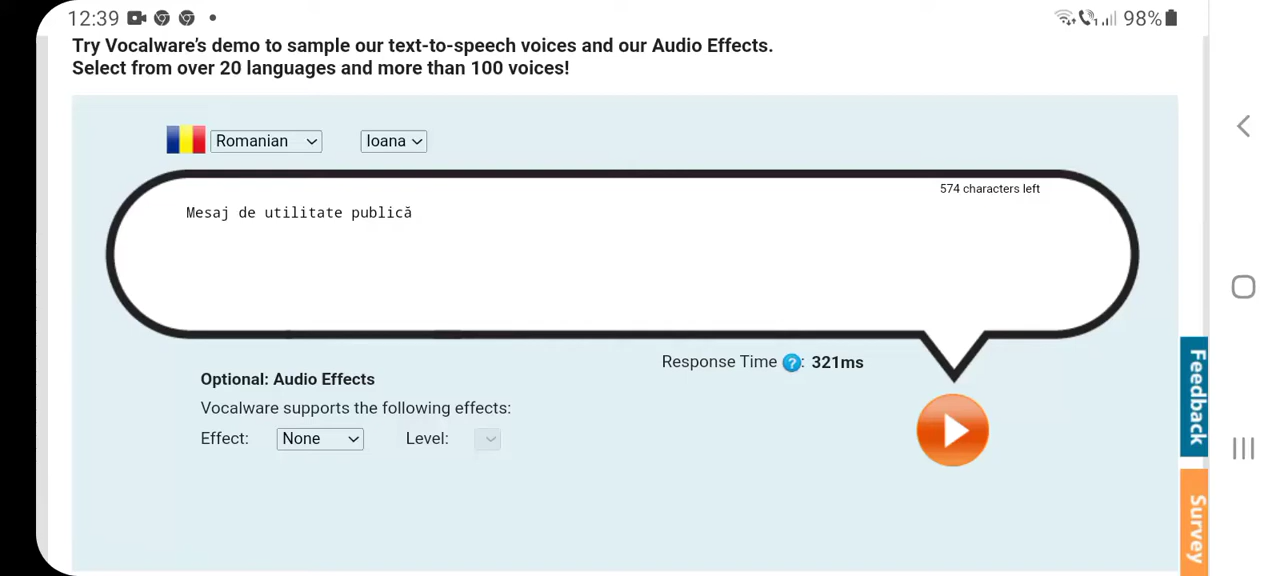 12:39
98%
Try Vocalware's demo to sample our text-to-speech voices and our Audio Effects.
Select from over 20 languages and more than 100 voices!
Romanian
Ioana
574 characters left
Mesaj de utilitate publică
Response Time ?: 321ms
Optional: Audio Effects
Vocalware supports the following effects:
Effect: None Level:
Feedback
Survey